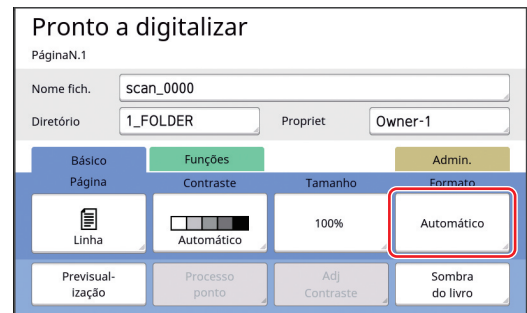 Pronto a digitalizar
PáginaN.1
Nome fich. scan_0000
Diretório 1_FOLDER Propriet Owner-1
Básico Funções Admin.
Página Contraste Tamanho Formato
Linha Automático 100% Automático
Previsual-
ização
Processo
ponto
Adj
Contraste
Sombra
do livro